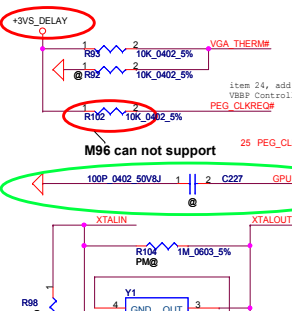 +3VS_DELAY
1 2 VGA_THERM#
R93 10K_0402_5%
1 2
@ R92 10K_0402_5%
item 24, add
VBBP Control
1 2 PEG_CLKREQ#
R102 10K_0402_5%
M96 can not support
25 PEG_CL
100P_0402_50V8J 1 2 C227 GPU
@
XTALIN XTALOUT
R104 1M_0603_5%
PM@
1
R98
Y1
4 GND OUT 3